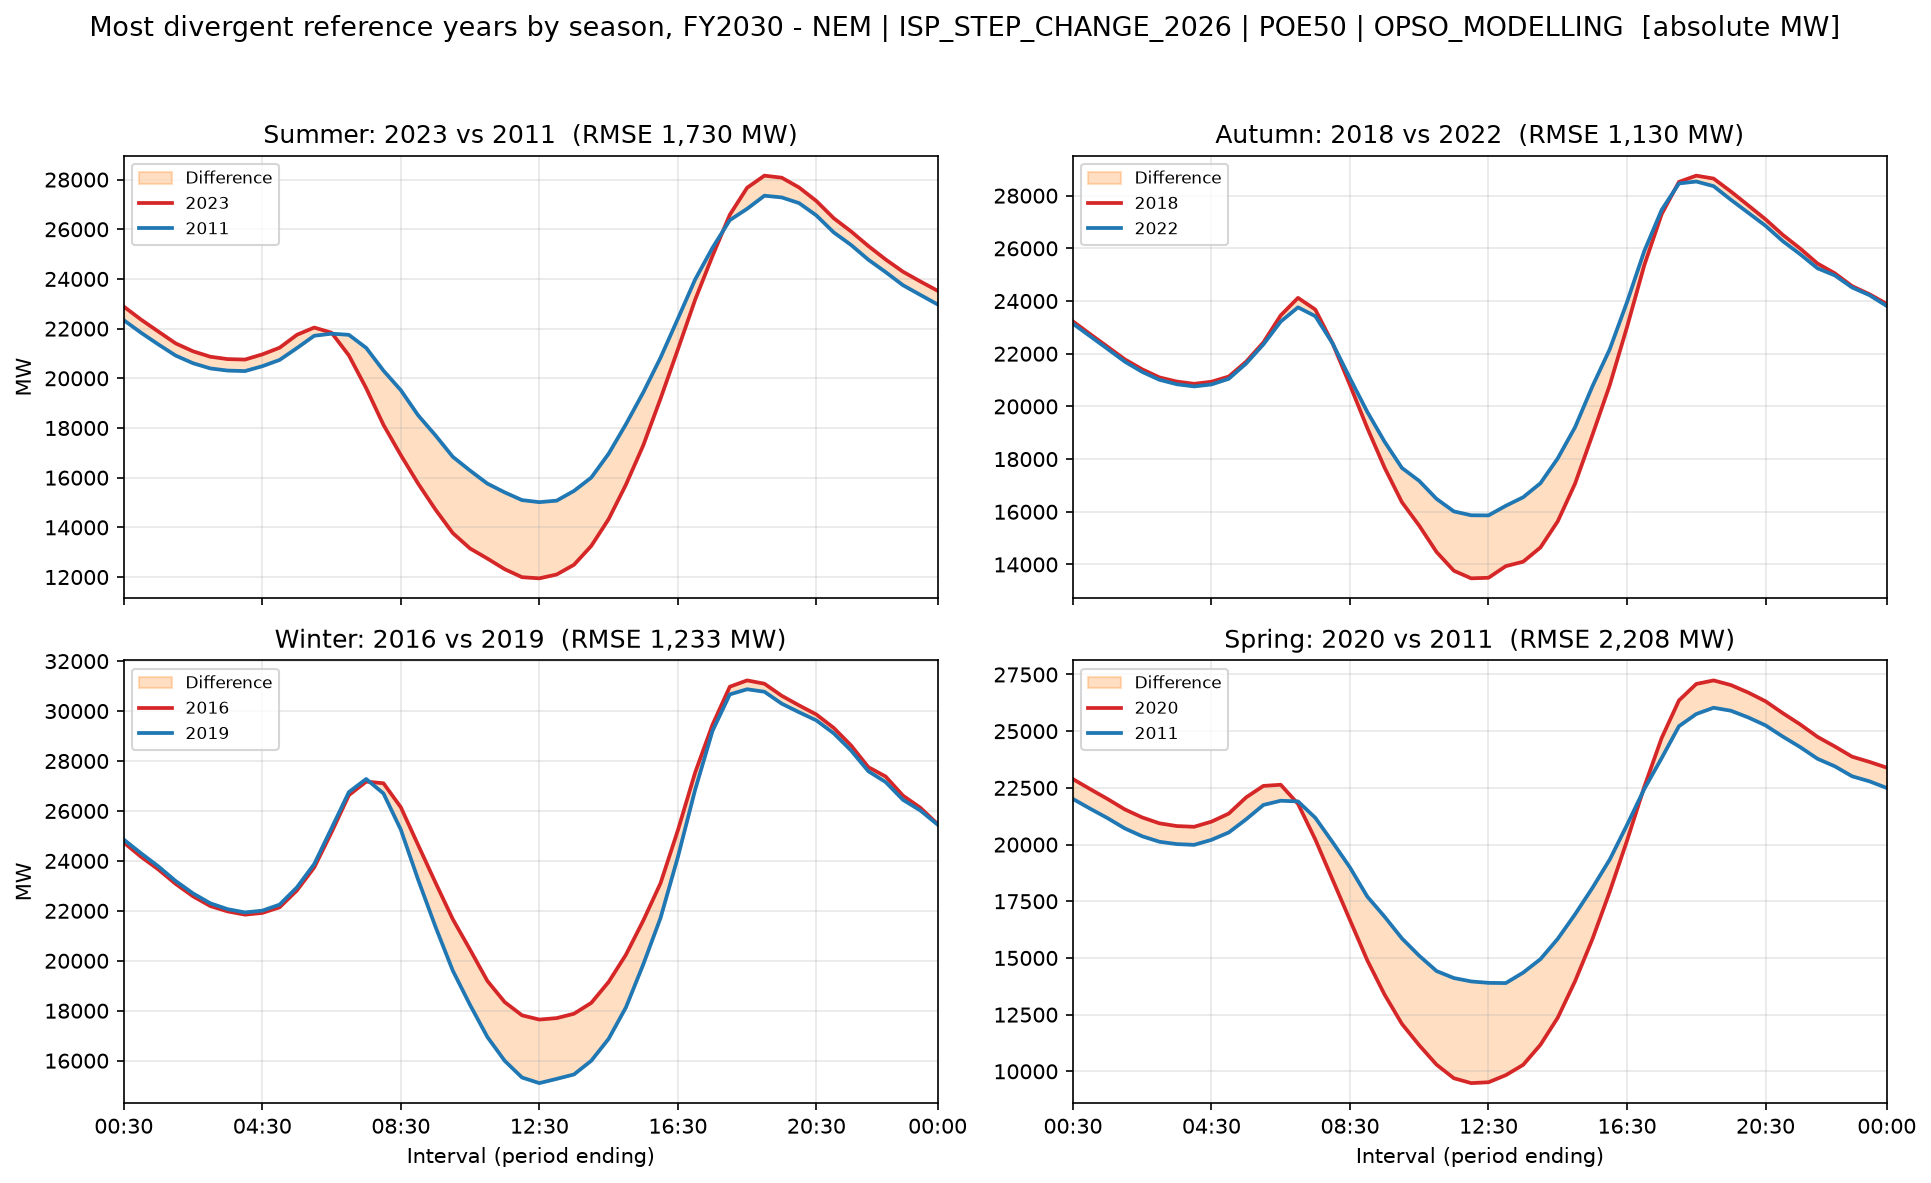 Most divergent reference years by season, FY2030 - NEM | ISP_STEP_CHANGE_2026 | POE50 | OPSO_MODELLING  [absolute MW]
Summer: 2023 vs 2011  (RMSE 1,730 MW)
Difference
2023
2011
28000
26000
24000
22000
20000
18000
16000
14000
12000
MW
Autumn: 2018 vs 2022  (RMSE 1,130 MW)
Difference
2018
2022
28000
26000
24000
22000
20000
18000
16000
14000
Winter: 2016 vs 2019  (RMSE 1,233 MW)
Difference
2016
2019
32000
30000
28000
26000
24000
22000
20000
18000
16000
MW
00:30 04:30 08:30 12:30 16:30 20:30 00:00
Interval (period ending)
Spring: 2020 vs 2011  (RMSE 2,208 MW)
Difference
2020
2011
27500
25000
22500
20000
17500
15000
12500
10000
00:30 04:30 08:30 12:30 16:30 20:30 00:00
Interval (period ending)